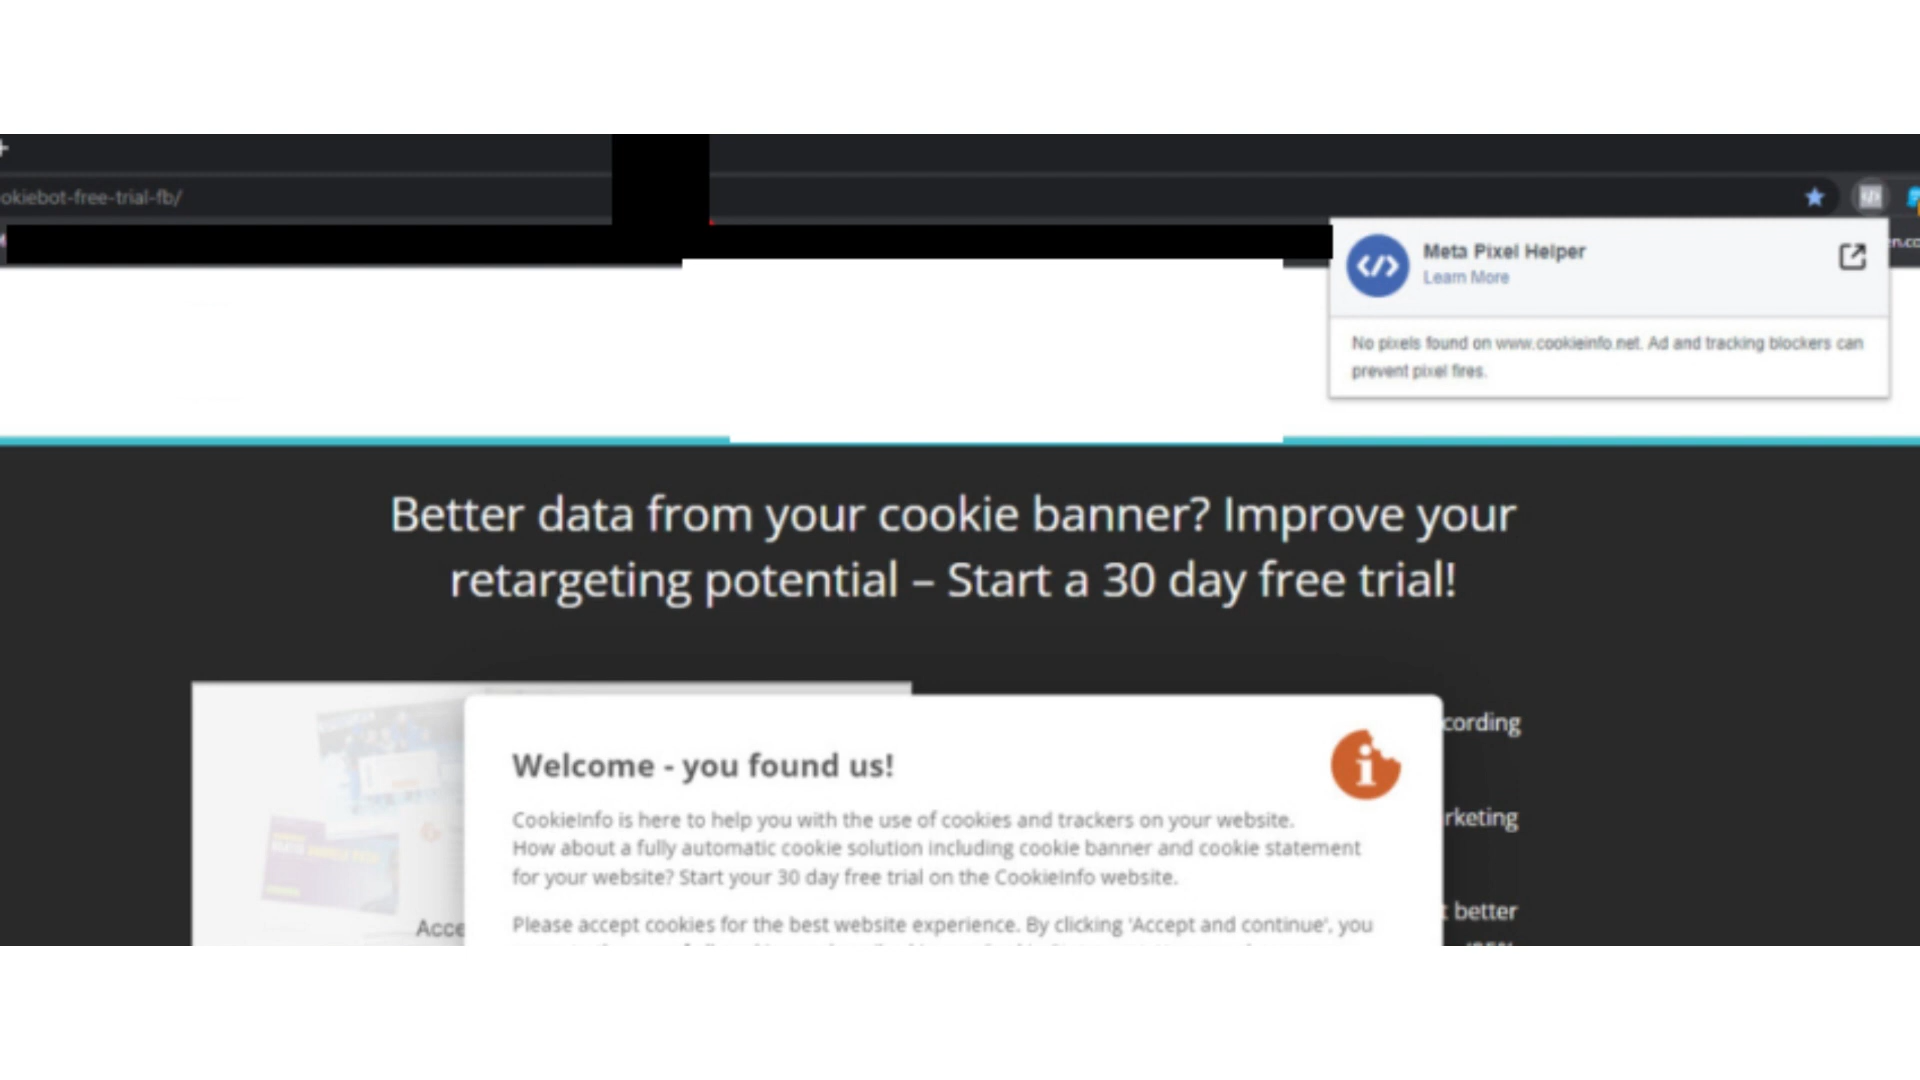 okiebot-free-trial-fb/
Meta Pixel Helper
Learn More
No pixels found on www.cookieinfo.net. Ad and tracking blockers can
prevent pixel fires.
Better data from your cookie banner? Improve your
retargeting potential – Start a 30 day free trial!
cording
Welcome - you found us!
CookieInfo is here to help you with the use of cookies and trackers on your website.
rketing
How about a fully automatic cookie solution including cookie banner and cookie statement
for your website? Start your 30 day free trial on the CookieInfo website.
t better
Acce
Please accept cookies for the best website experience. By clicking 'Accept and continue', you